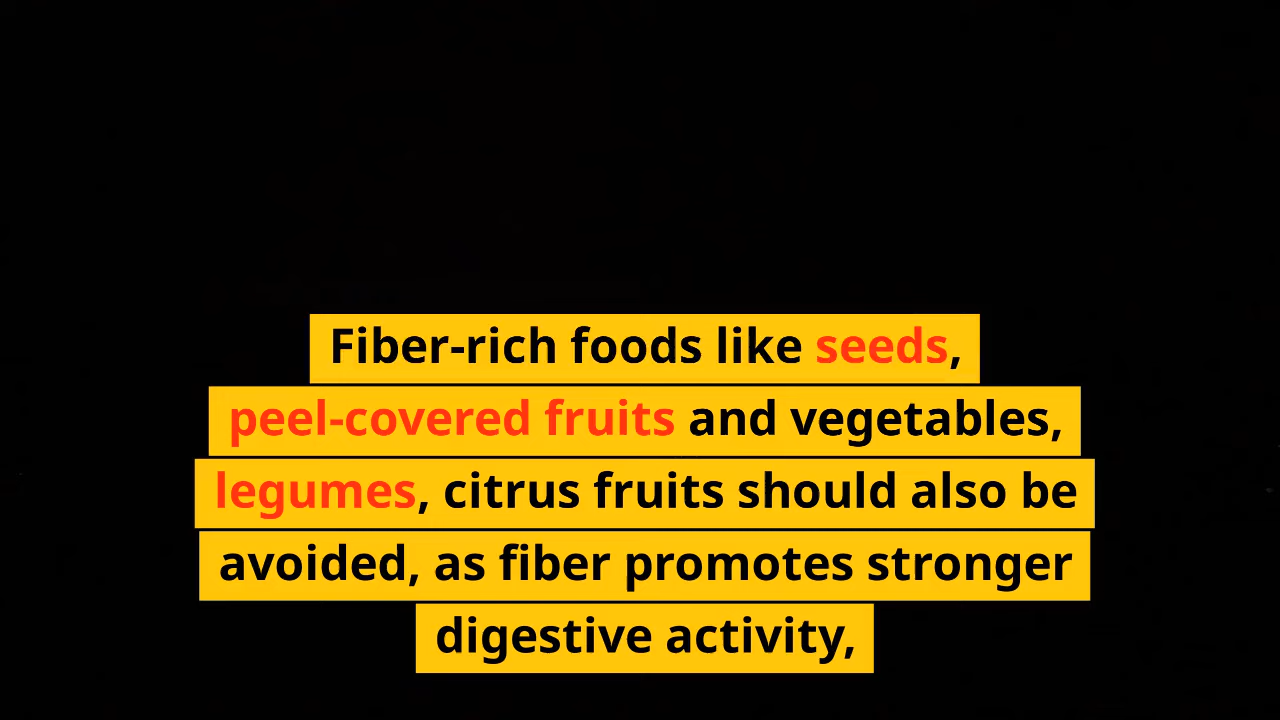 Fiber-rich foods like seeds,
peel-covered fruits and vegetables,
legumes, citrus fruits should also be
avoided, as fiber promotes stronger
digestive activity,